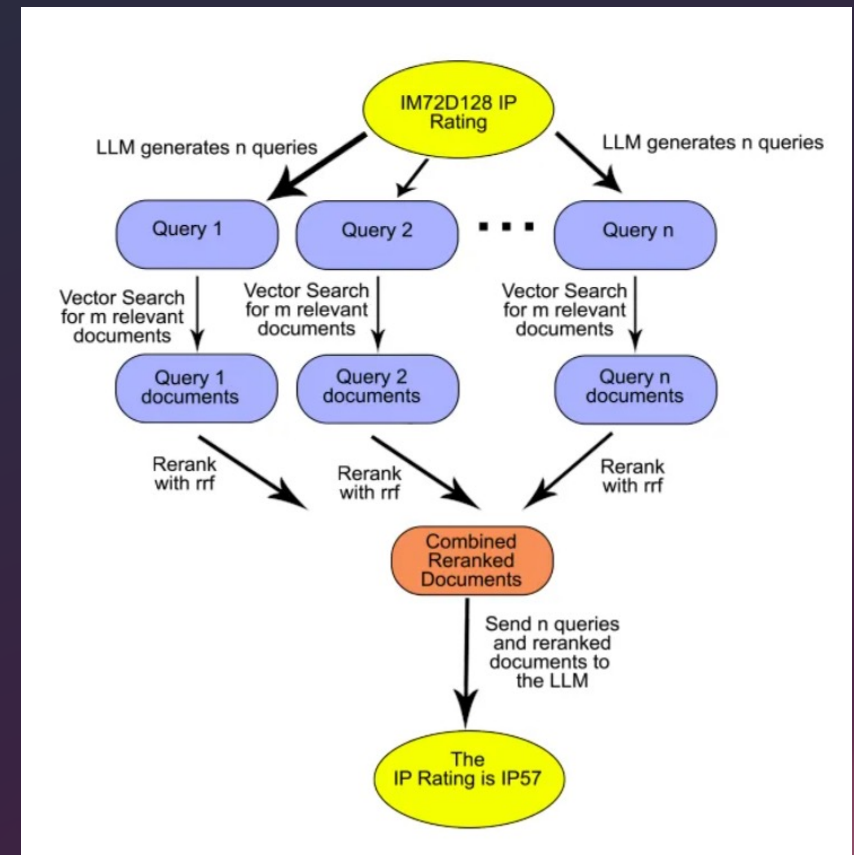 IM72D128 IP
Rating
LLM generates n queries
LLM generates n queries
Query 1
Query 2
Query n
Vector Search
for m relevant
documents
Vector Search
for m relevant
documents
Vector Search
for m relevant
documents
Query 1
documents
Query 2
documents
Query n
documents
Rerank
with rrf
Rerank
with rrf
Rerank
with rrf
Combined
Reranked
Documents
Send n queries
and reranked
documents to
the LLM
The
IP Rating is IP57